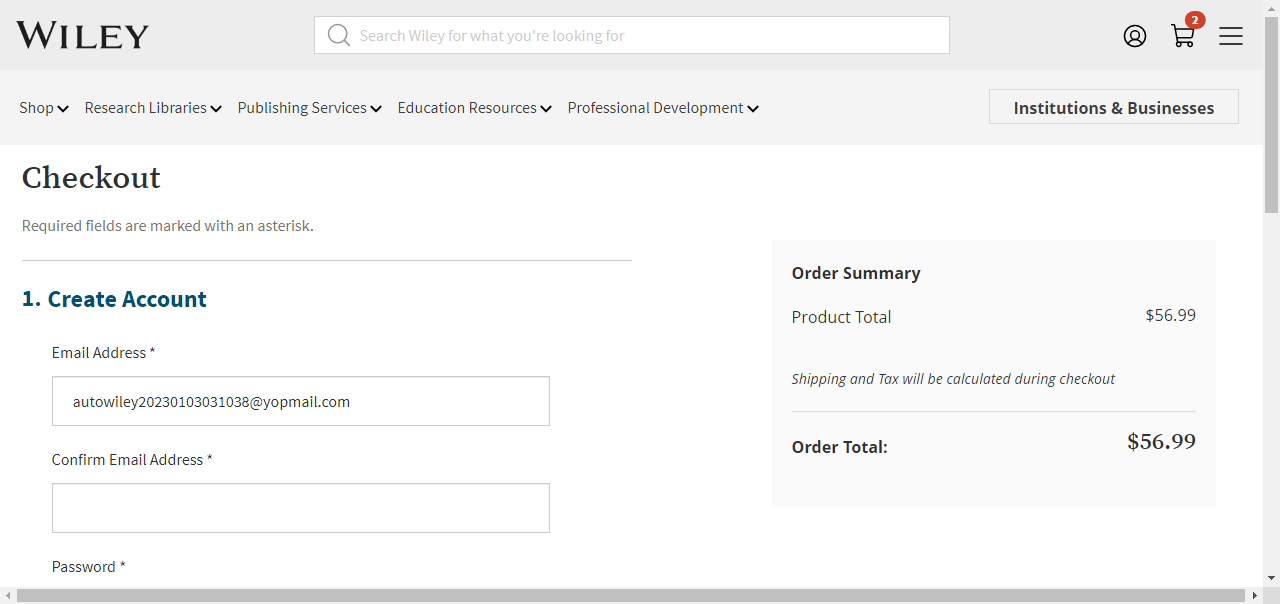 WILEY
Search Wiley for what you're looking for
2
Shop
Research Libraries
Publishing Services
Education Resources
Professional Development
Institutions & Businesses
Checkout
Required fields are marked with an asterisk.
1. Create Account
Email Address *
autowiley20230103031038@yopmail.com
Confirm Email Address *
Password *
Order Summary
Product Total $56.99
Shipping and Tax will be calculated during checkout
Order Total: $56.99